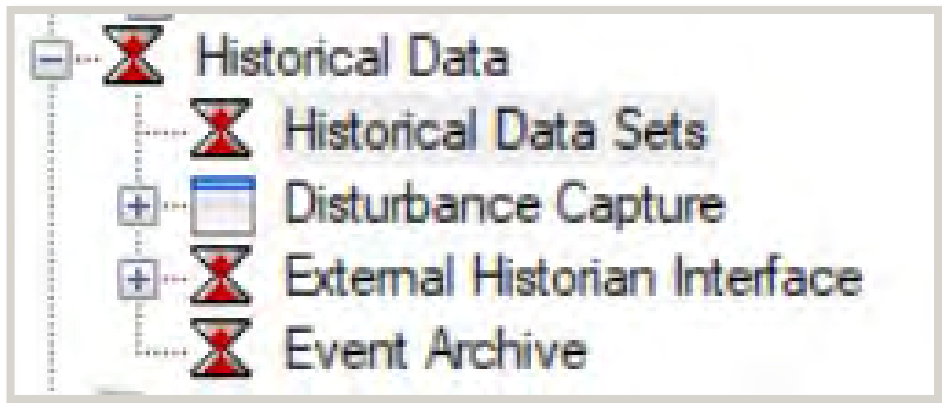 Historical Data
Historical Data Sets
Disturbance Capture
External Historian Interface
Event Archive